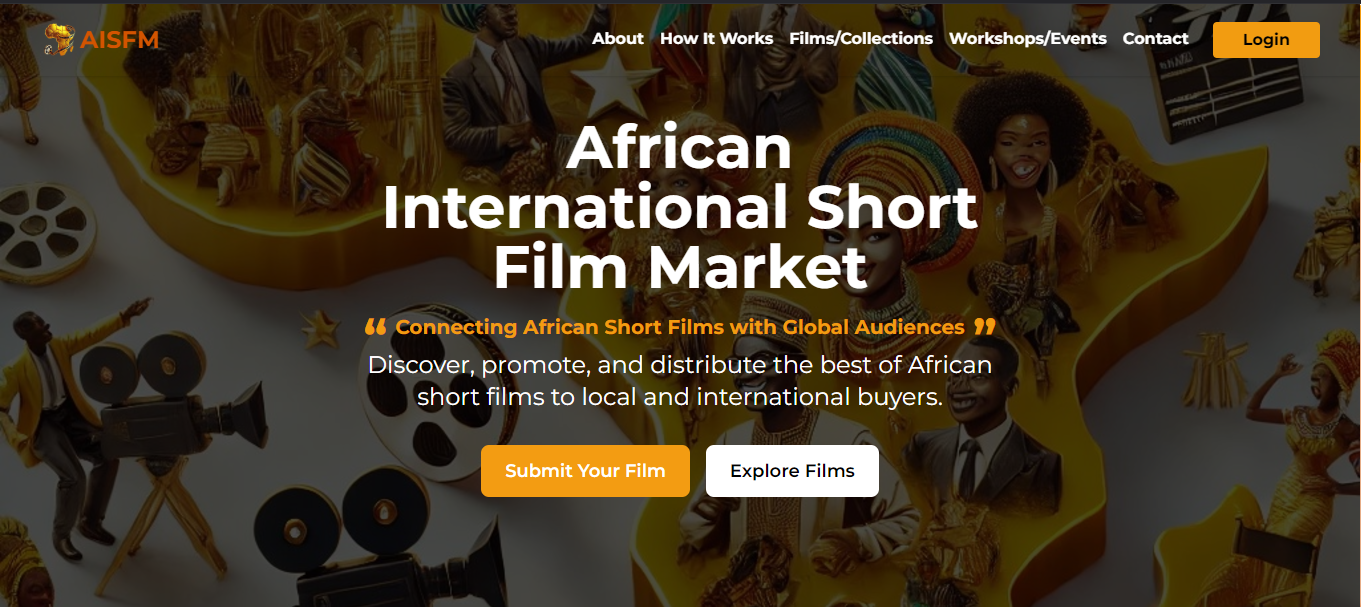 AISFM
About How It Works Films/Collections Workshops/Events Contact Login
African
International Short
Film Market
“ Connecting African Short Films with Global Audiences ”
Discover, promote, and distribute the best of African
short films to local and international buyers.
Submit Your Film Explore Films